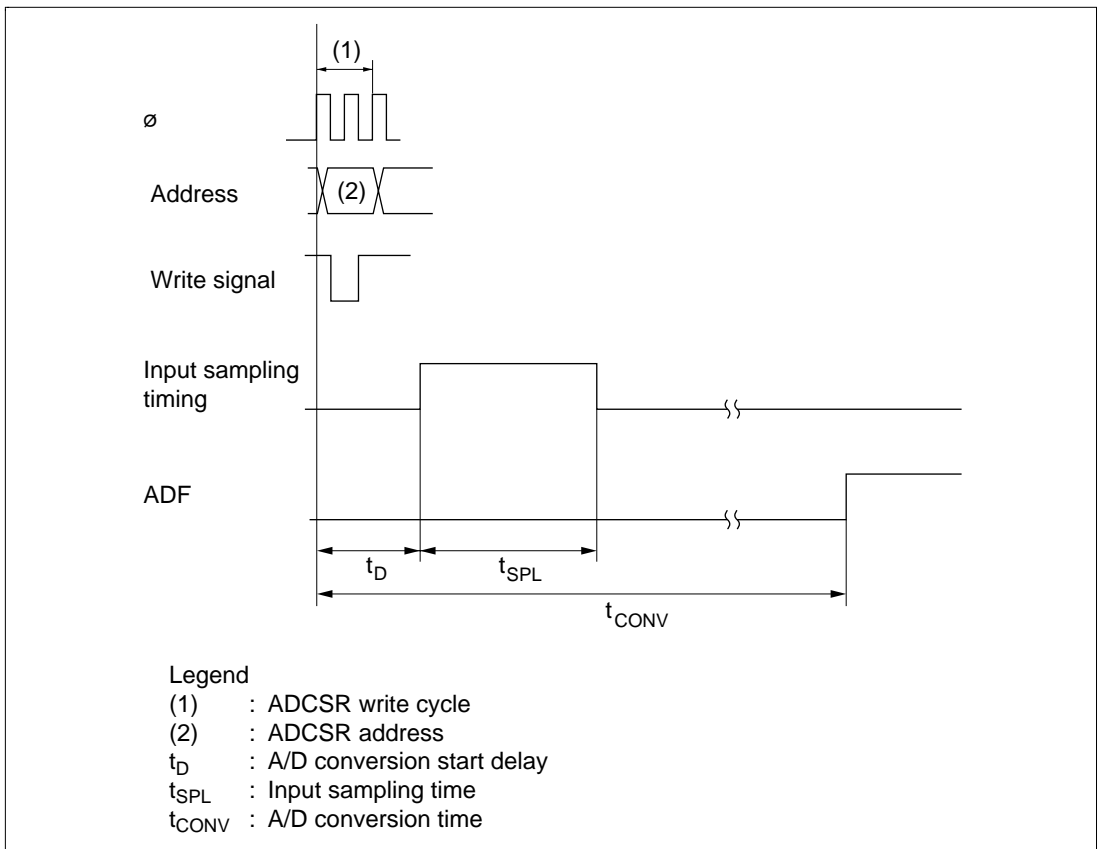 (1)
ø
Address
(2)
Write signal
Input sampling
timing
ADF
tD
tSPL
tCONV
Legend
(1) : ADCSR write cycle
(2) : ADCSR address
tD : A/D conversion start delay
tSPL : Input sampling time
tCONV : A/D conversion time